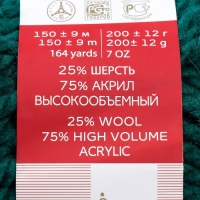 150 ± 9 м 200 ± 12 г
150 ± 9 m 200 ± 12 g
164 yards 7 OZ
25% ШЕРСТЬ
75% АКРИЛ
ВЫСОКООБЪЕМНЫЙ
25% WOOL
75% HIGH VOLUME
ACRYLIC